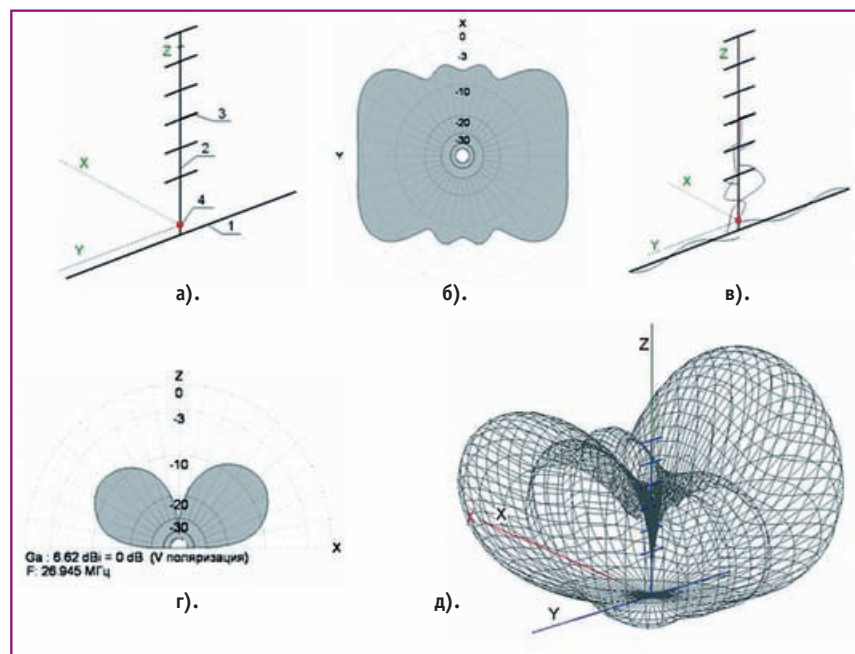 Z
3
2
X
4
Y
1
а).
X
0
-3
-10
-20
-30
Y
б).
Z
X
Y
в).
Z
0
-3
-10
-20
-30
X
Ga : 6.62 dBi = 0 dB (V поляризация)
F: 26.945 МГц
г).
Z
X
X
Y
д).